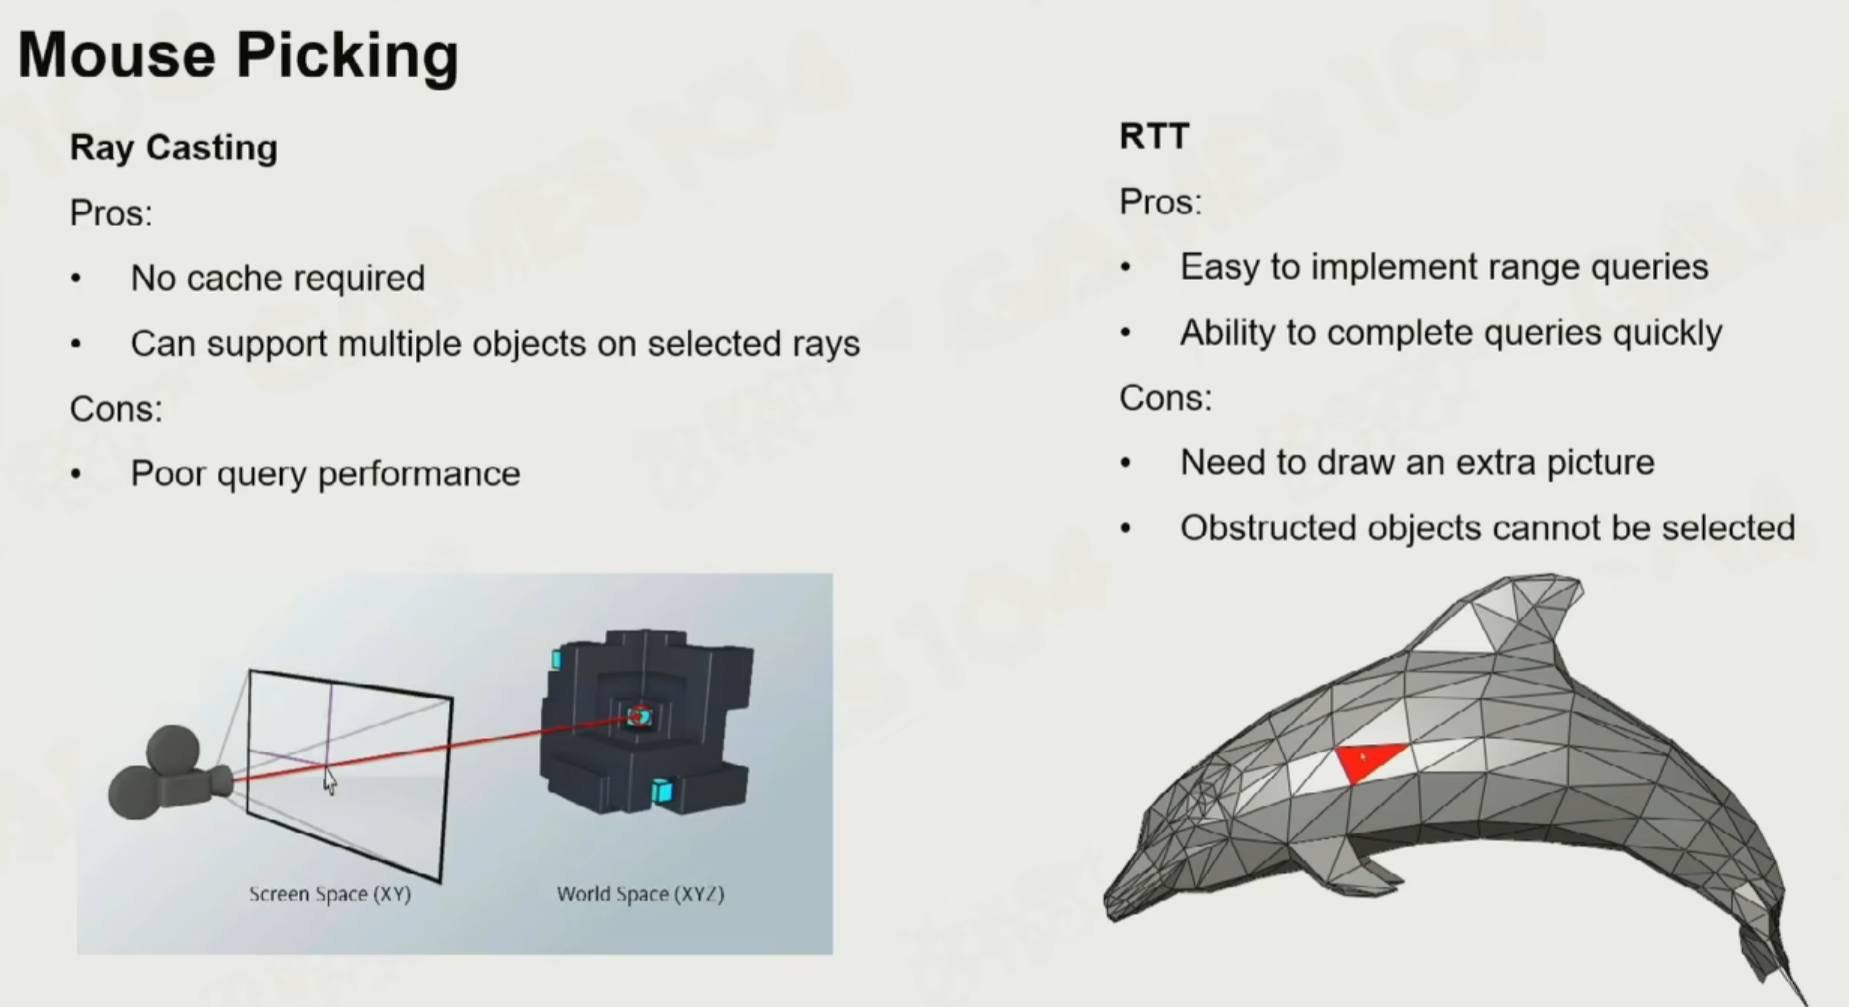 Mouse Picking
Ray Casting
Pros:
• No cache required
• Can support multiple objects on selected rays
Cons:
• Poor query performance
Screen Space (XY)
World Space (XYZ)
RTT
Pros:
• Easy to implement range queries
• Ability to complete queries quickly
Cons:
• Need to draw an extra picture
• Obstructed objects cannot be selected
GAMES 104